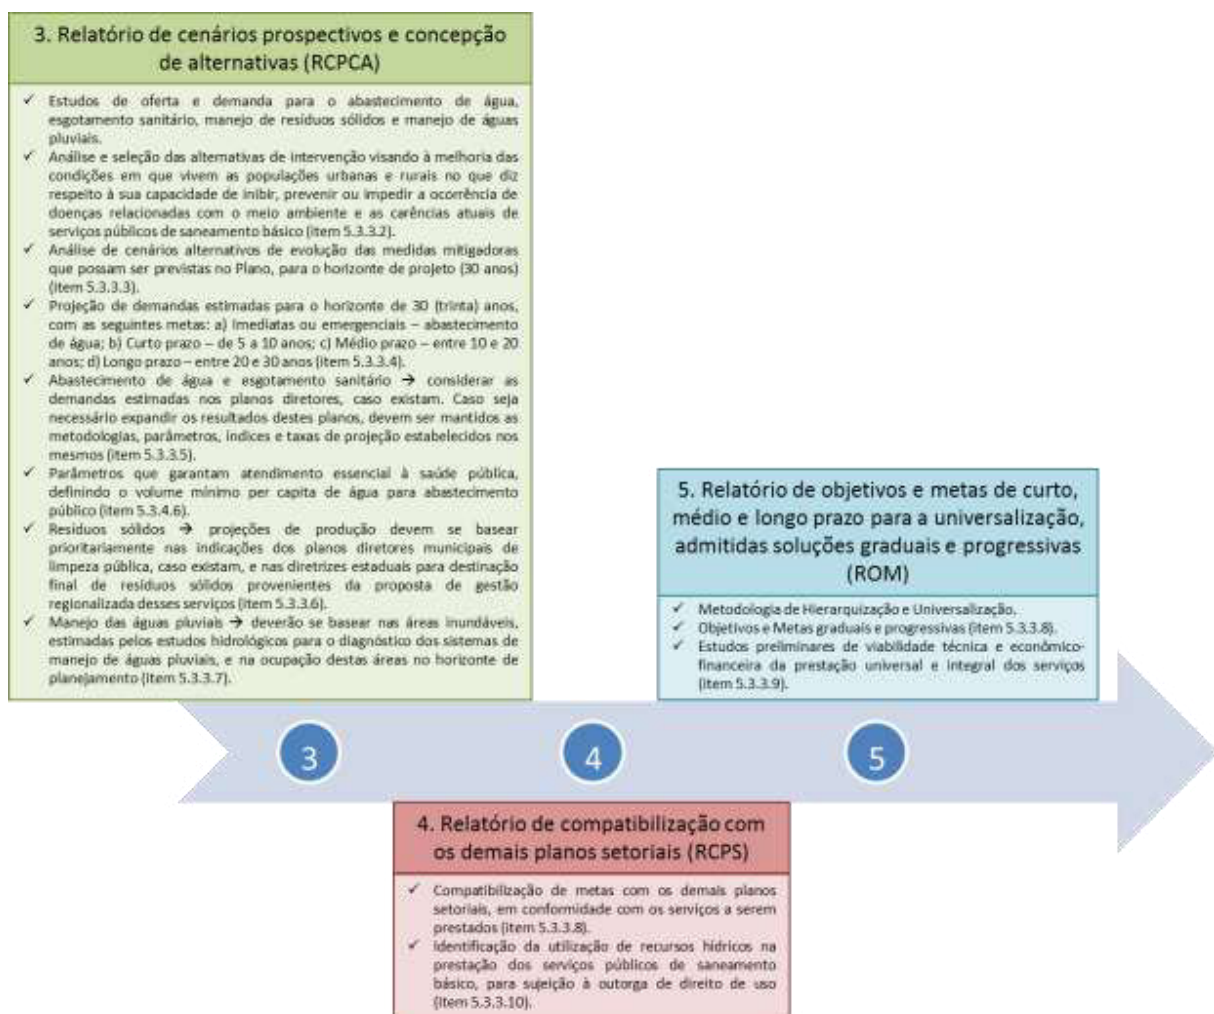 3. Relatório de cenários prospectivos e concepção
de alternativas (RCPCA)
✓ Estudos de oferta e demanda para o abastecimento de água,
esgotamento sanitário, manejo de resíduos sólidos e manejo de águas
pluviais.
✓ Análise e seleção das alternativas de intervenção visando à melhoria das
condições em que vivem as populações urbanas e rurais no que diz
respeito à sua capacidade de inibir, prevenir ou impedir a ocorrência de
doenças relacionadas com o meio ambiente e as carências atuais de
serviços públicos de saneamento básico (item 5.3.3.2).
✓ Análise de cenários alternativos de evolução das medidas mitigadoras
que possam ser previstas no Plano, para o horizonte de projeto (30 anos)
(item 5.3.3.3).
✓ Projeção de demandas estimadas para o horizonte de 30 (trinta) anos,
com as seguintes metas: a) Imediatas ou emergenciais – abastecimento
de água; b) Curto prazo – de 5 a 10 anos; c) Médio prazo – entre 10 e 20
anos; d) Longo prazo – entre 20 e 30 anos (item 5.3.3.4).
✓ Abastecimento de água e esgotamento sanitário → considerar as
demandas estimadas nos planos diretores, caso existam. Caso seja
necessário expandir os resultados destes planos, devem ser mantidos as
metodologias, parâmetros, índices e taxas de projeção estabelecidos nos
mesmos (item 5.3.3.5).
✓ Parâmetros que garantam atendimento essencial à saúde pública,
definindo o volume mínimo per capita de água para abastecimento
público (item 5.3.4.6).
✓ Resíduos sólidos → projeções de produção devem se basear
prioritariamente nas indicações dos planos diretores municipais de
limpeza pública, caso existam, e nas diretrizes estaduais para destinação
final de resíduos sólidos provenientes da proposta de gestão
regionalizada desses serviços (item 5.3.3.6).
✓ Manejo das águas pluviais → deverão se basear nas áreas inundáveis,
estimadas pelos estudos hidrológicos para o diagnóstico dos sistemas de
manejo de águas pluviais, e na ocupação destas áreas no horizonte de
planejamento (item 5.3.3.7).
5. Relatório de objetivos e metas de curto,
médio e longo prazo para a universalização,
admitidas soluções graduais e progressivas
(ROM)
✓ Metodologia de Hierarquização e Universalização.
✓ Objetivos e Metas graduais e progressivas (item 5.3.3.8).
✓ Estudos preliminares de viabilidade técnica e econômico-
financeira da prestação universal e integral dos serviços
(item 5.3.3.9).
3
4
5
4. Relatório de compatibilização com
os demais planos setoriais (RCPS)
✓ Compatibilização de metas com os demais planos
setoriais, em conformidade com os serviços a serem
prestados (item 5.3.3.8).
✓ Identificação da utilização de recursos hídricos na
prestação dos serviços públicos de saneamento
básico, para sujeição à outorga de direito de uso
(item 5.3.3.10).